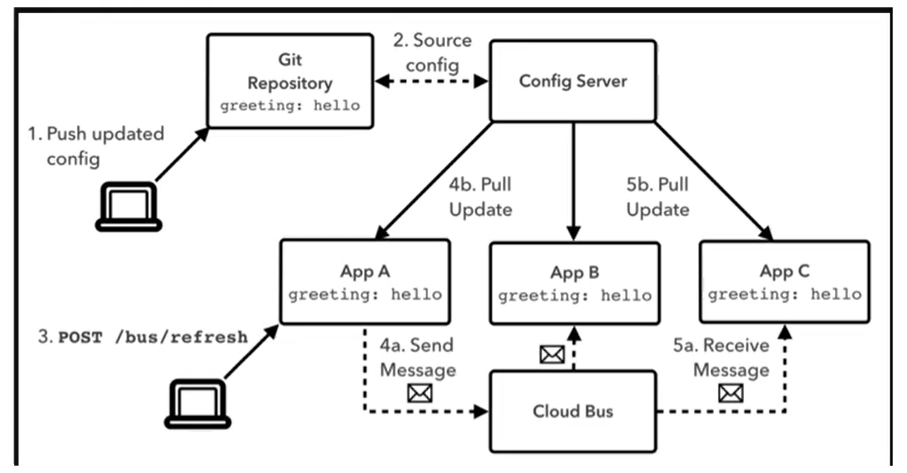 2. Source
config
Git
Repository
greeting: hello
Config Server
1. Push updated
config
4b. Pull
Update
5b. Pull
Update
App A
greeting: hello
App B
greeting: hello
App C
greeting: hello
3. POST /bus/refresh
4a. Send
Message
5a. Receive
Message
Cloud Bus